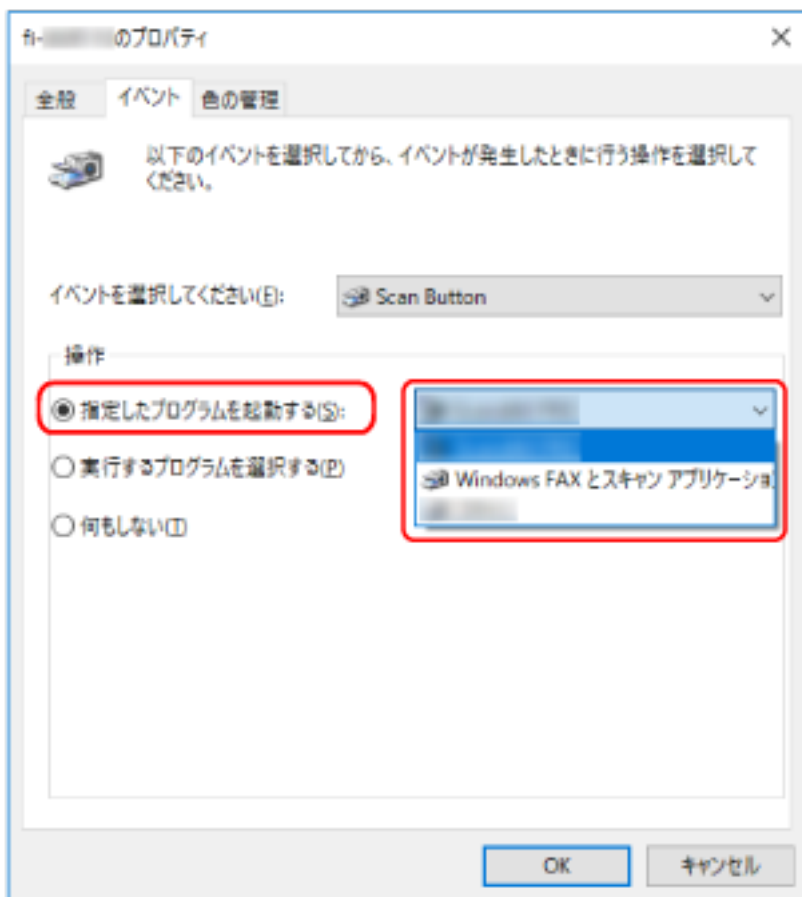 fi-のプロパティ
全般 イベント 色の管理
以下のイベントを選択してから、イベントが発生したときに行う操作を選択して
ください。
イベントを選択してください(E): Scan Button
操作
指定したプログラムを起動する(S):
実行するプログラムを選択する(P)
Windows FAX とスキャン アプリケーショ
何もしない(T)
OK キャンセル